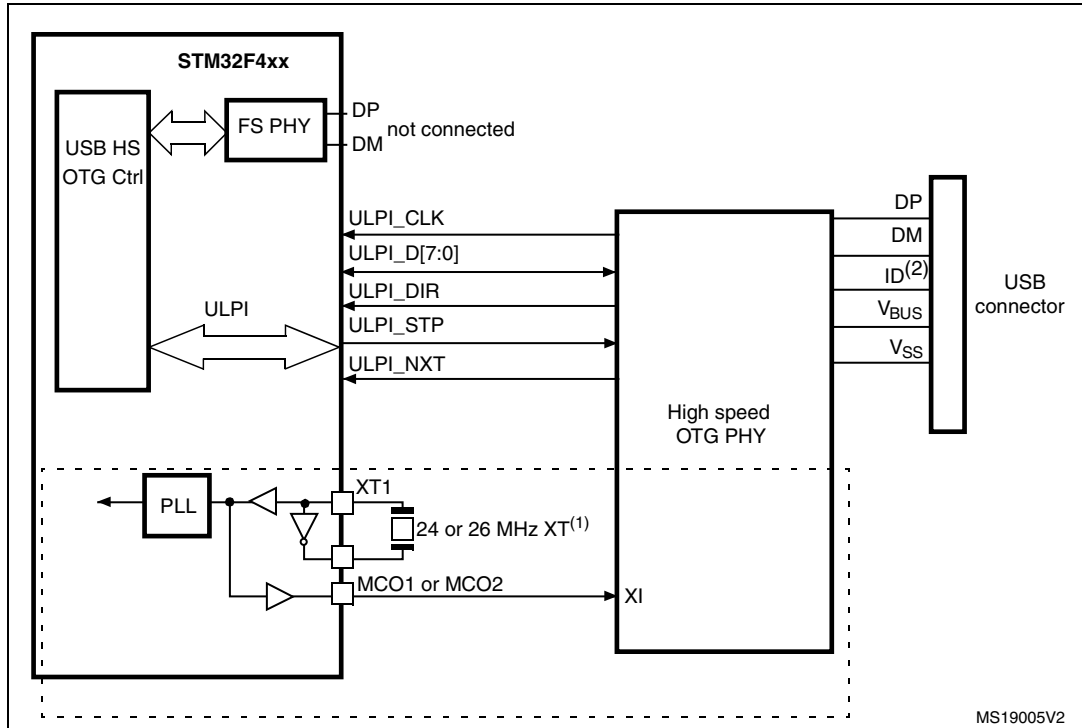 STM32F4xx
USB HS
OTG Ctrl
FS PHY
DP
DM
not connected
ULPI
ULPI_CLK
ULPI_D[7:0]
ULPI_DIR
ULPI_STP
ULPI_NXT
High speed
OTG PHY
DP
DM
ID(2)
VBUS
VSS
USB
connector
PLL
XT1
24 or 26 MHz XT(1)
MCO1 or MCO2
XI
MS19005V2